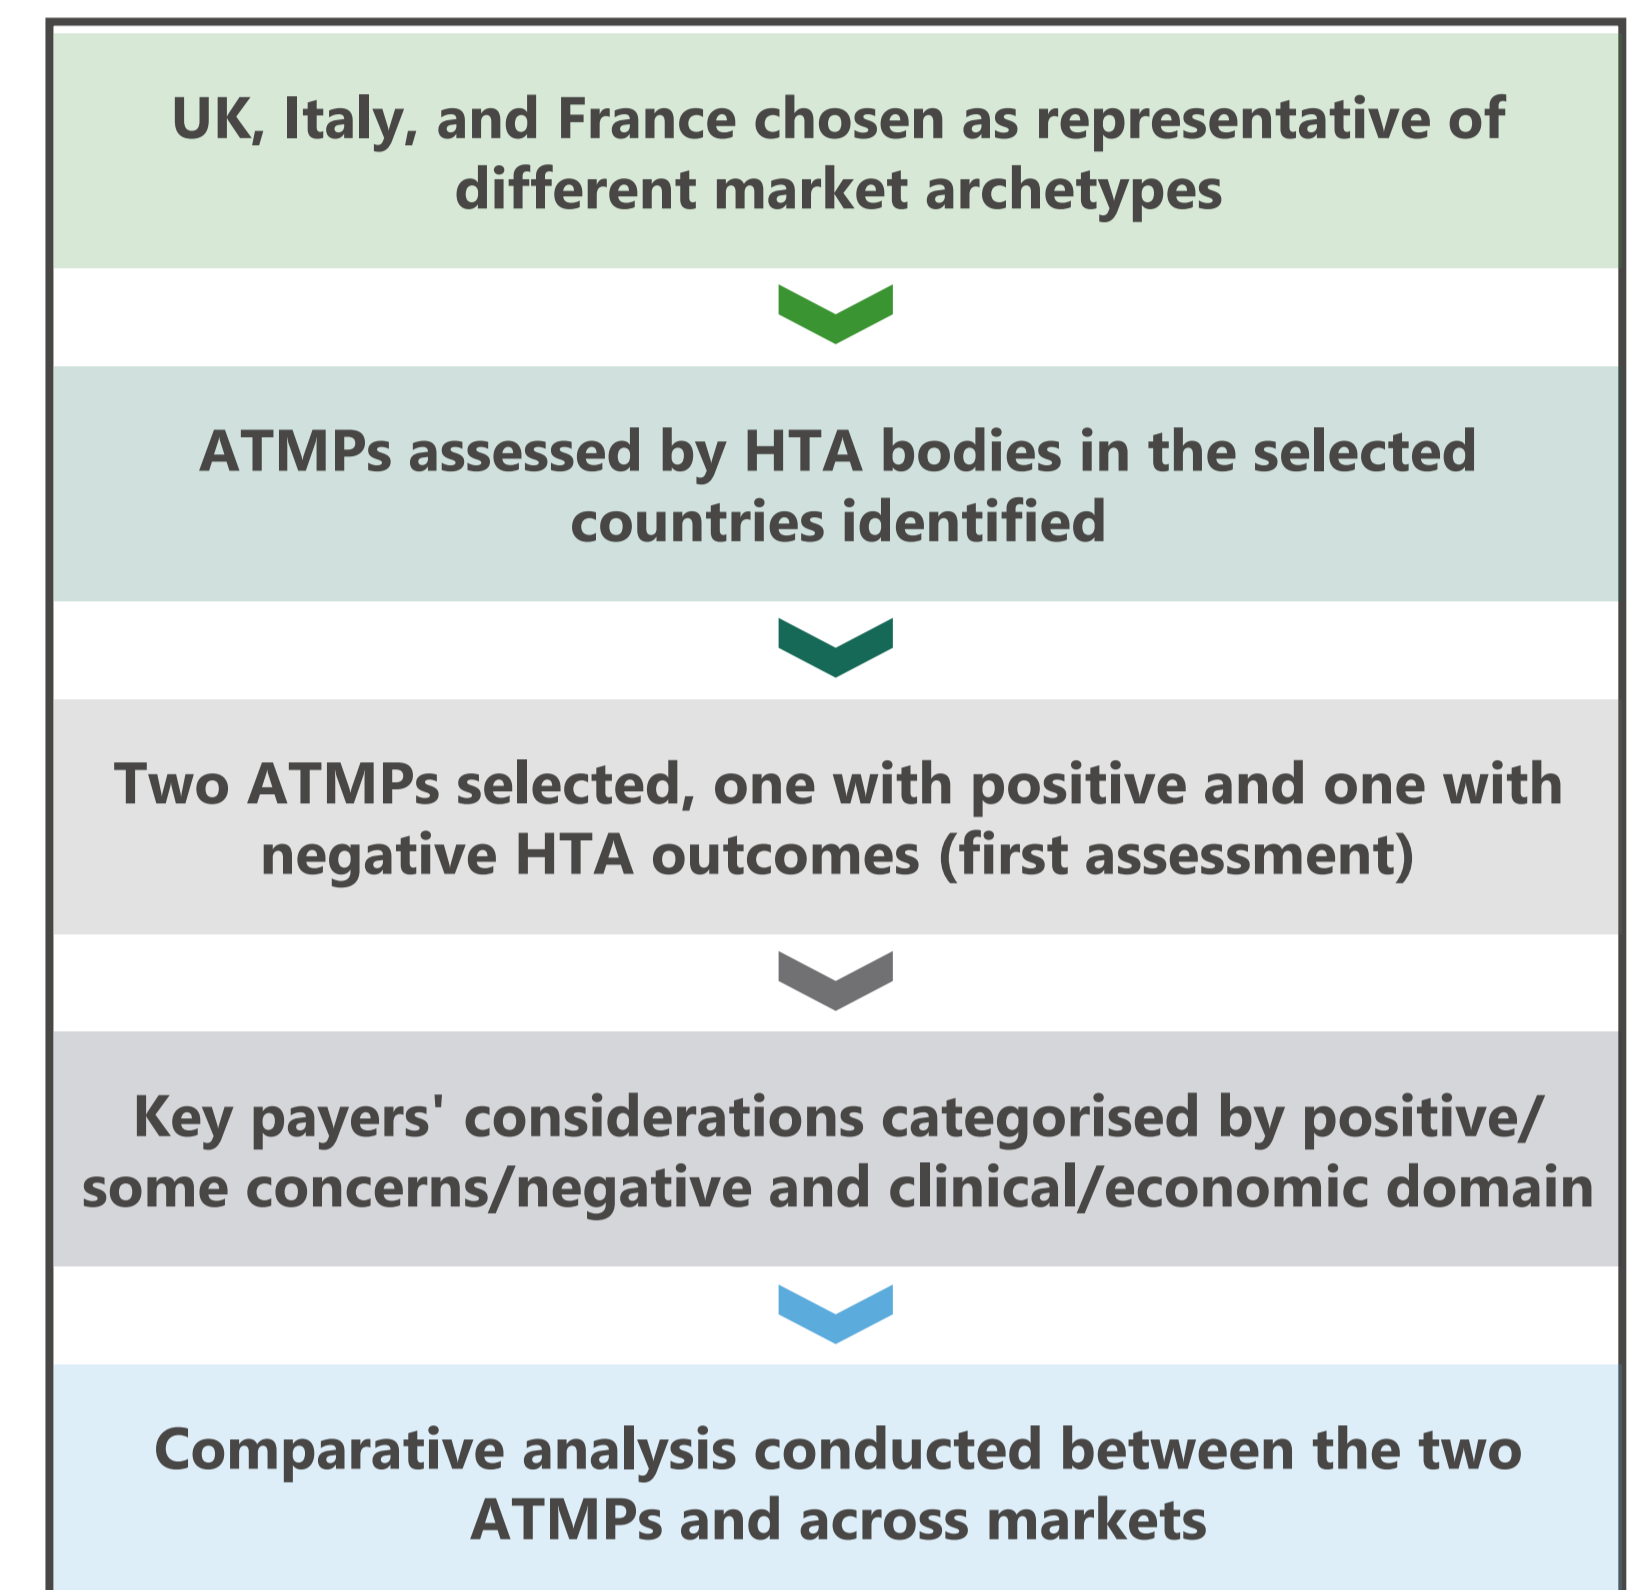 UK, Italy, and France chosen as representative of
different market archetypes
ATMPs assessed by HTA bodies in the selected
countries identified
Two ATMPs selected, one with positive and one with
negative HTA outcomes (first assessment)
Key payers' considerations categorised by positive/
some concerns/negative and clinical/economic domain
Comparative analysis conducted between the two
ATMPs and across markets